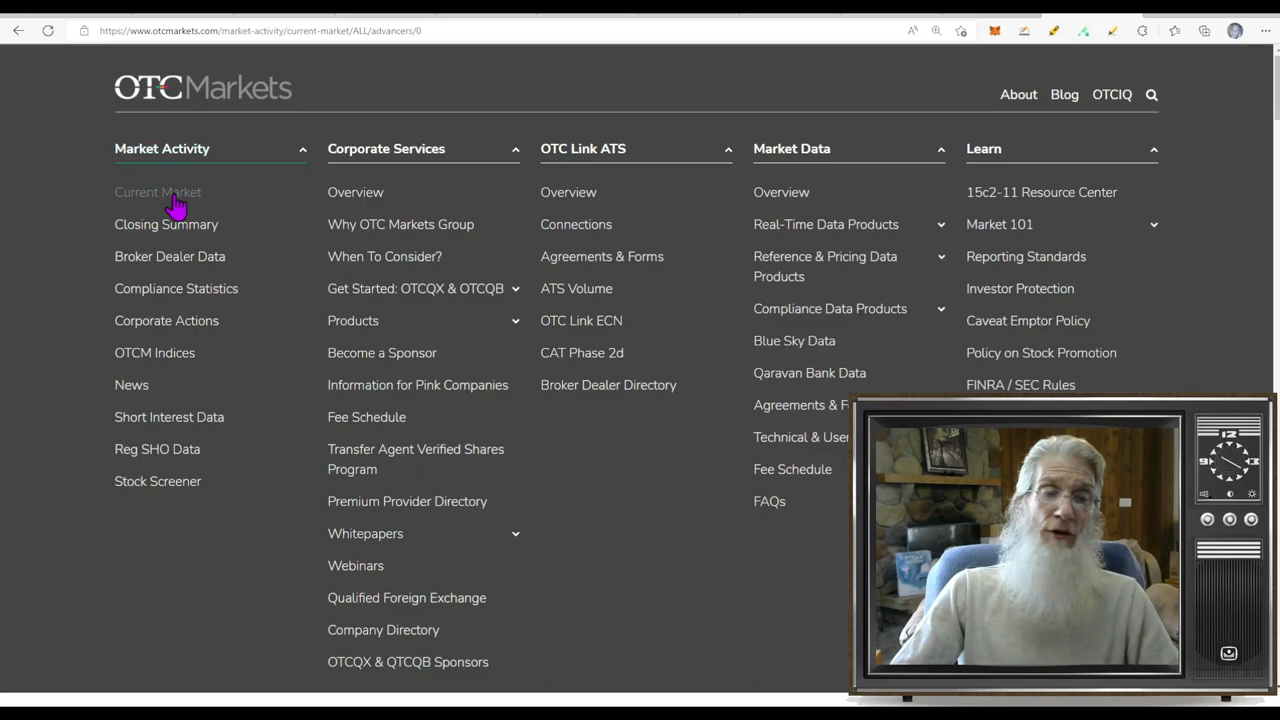 https://www.otcmarkets.com/market-activity/current-market/ALL/advancers/0
OTCMarkets
About Blog OTCIQ
Market Activity
Current Market
Closing Summary
Broker Dealer Data
Compliance Statistics
Corporate Actions
OTCM Indices
News
Short Interest Data
Reg SHO Data
Stock Screener
Corporate Services
Overview
Why OTC Markets Group
When To Consider?
Get Started: OTCQX & OTCQB
Products
Become a Sponsor
Information for Pink Companies
Fee Schedule
Transfer Agent Verified Shares
Program
Premium Provider Directory
Whitepapers
Webinars
Qualified Foreign Exchange
Company Directory
OTCQX & QTCQB Sponsors
OTC Link ATS
Overview
Connections
Agreements & Forms
ATS Volume
OTC Link ECN
CAT Phase 2d
Broker Dealer Directory
Market Data
Overview
Real-Time Data Products
Reference & Pricing Data
Products
Compliance Data Products
Blue Sky Data
Qaravan Bank Data
Agreements &
Technical &
Fee Schedule
FAQs
Learn
15c2-11 Resource Center
Market 101
Reporting Standards
Investor Protection
Caveat Emptor Policy
Policy on Stock Promotion
FINRA / SEC Rules
12
9 3